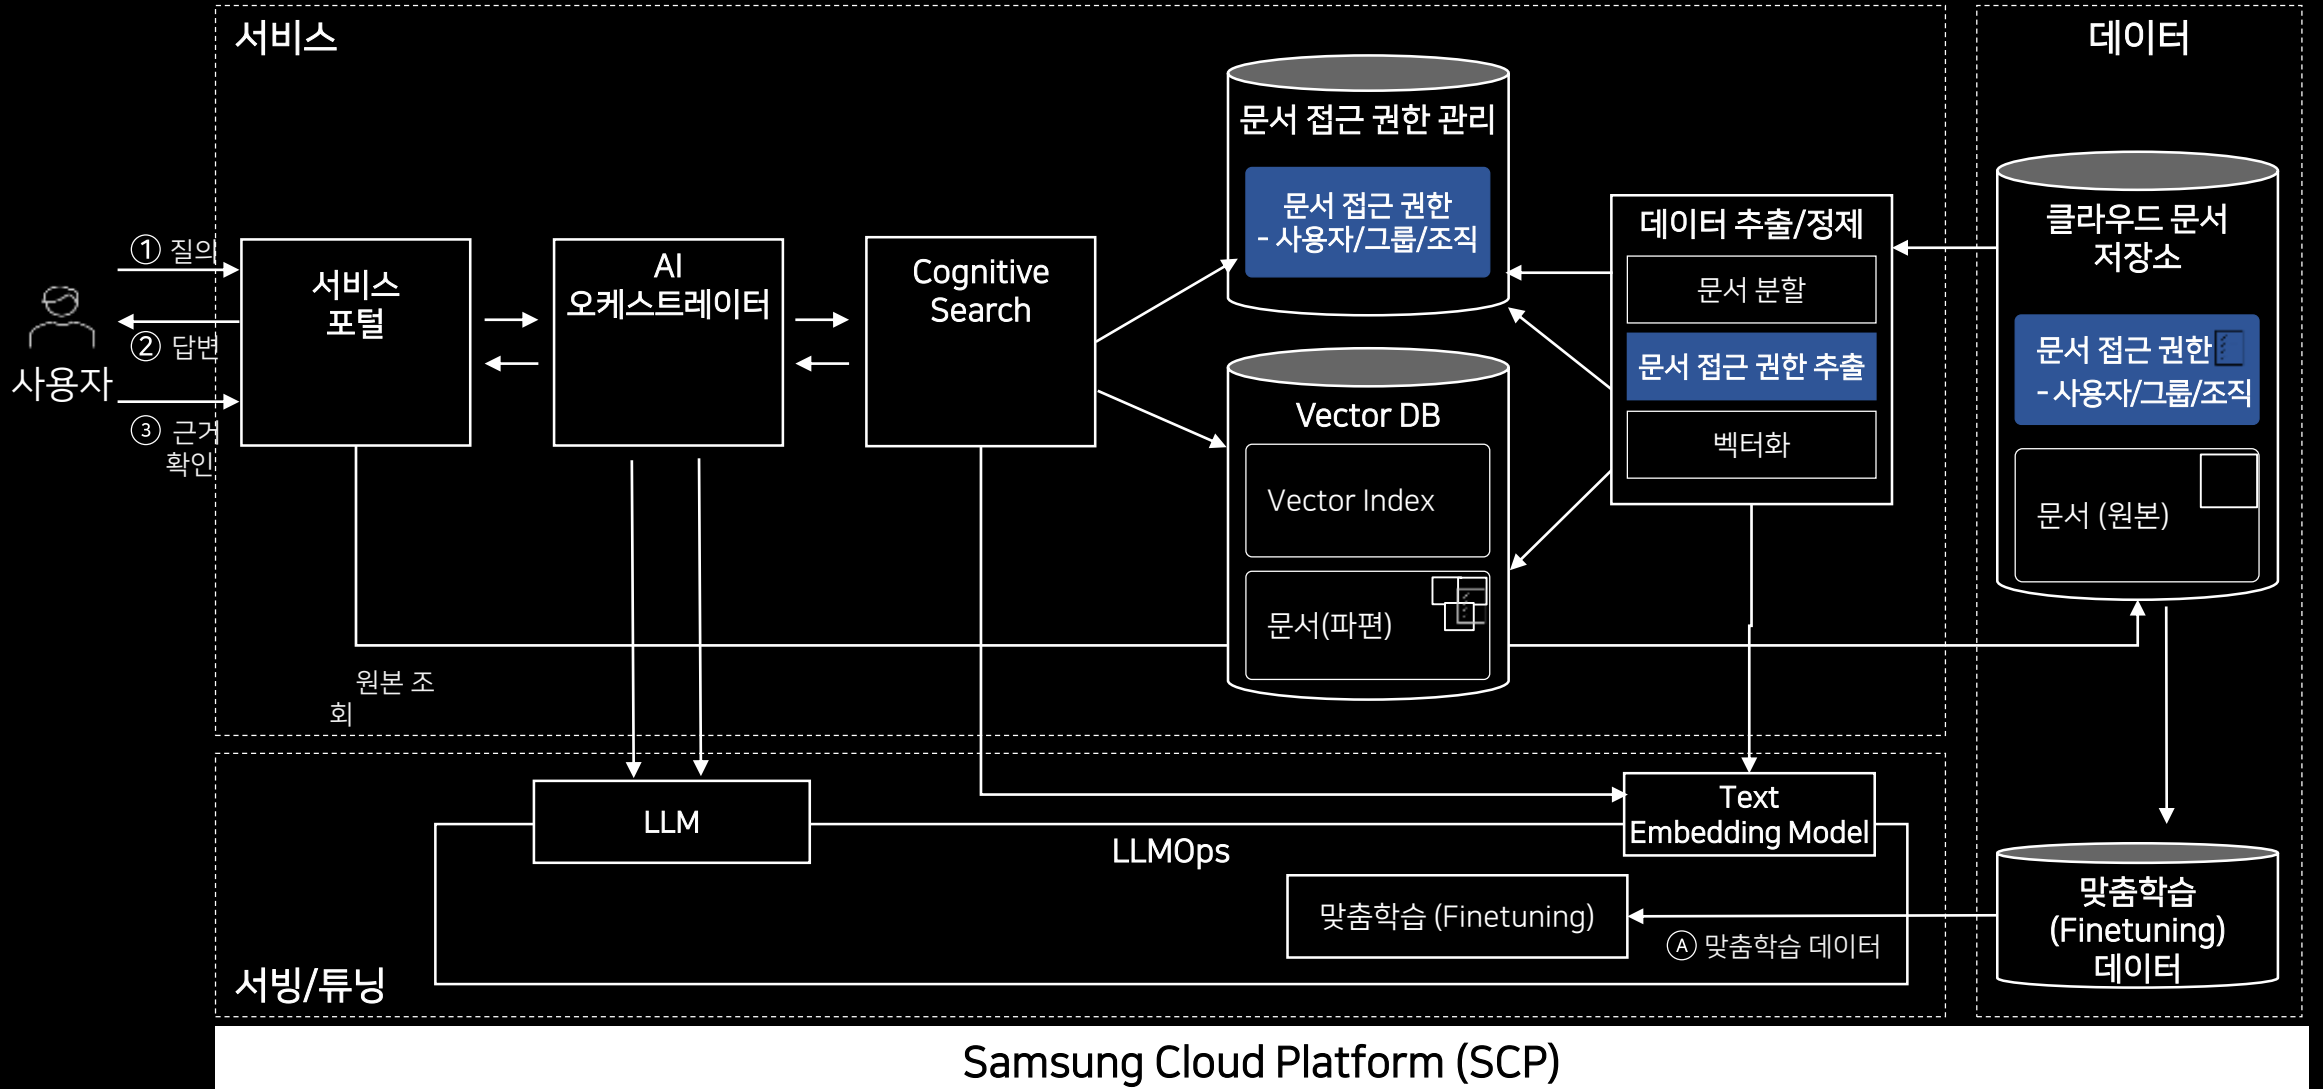 서비스
데이터
문서 접근 권한 관리
문서 접근 권한
- 사용자/그룹/조직
데이터 추출/정제
문서 분할
문서 접근 권한 추출
벡터화
클라우드 문서
저장소
문서 접근 권한
- 사용자/그룹/조직
문서 (원본)
① 질의
② 답변
③ 근거
확인
사용자
서비스
포털
AI
오케스트레이터
Cognitive
Search
Vector DB
Vector Index
문서(파편)
원본 조
회
LLM
LLMOps
Text
Embedding Model
맞춤학습 (Finetuning)
Ⓐ 맞춤학습 데이터
맞춤학습
(Finetuning)
데이터
서빙/튜닝
Samsung Cloud Platform (SCP)